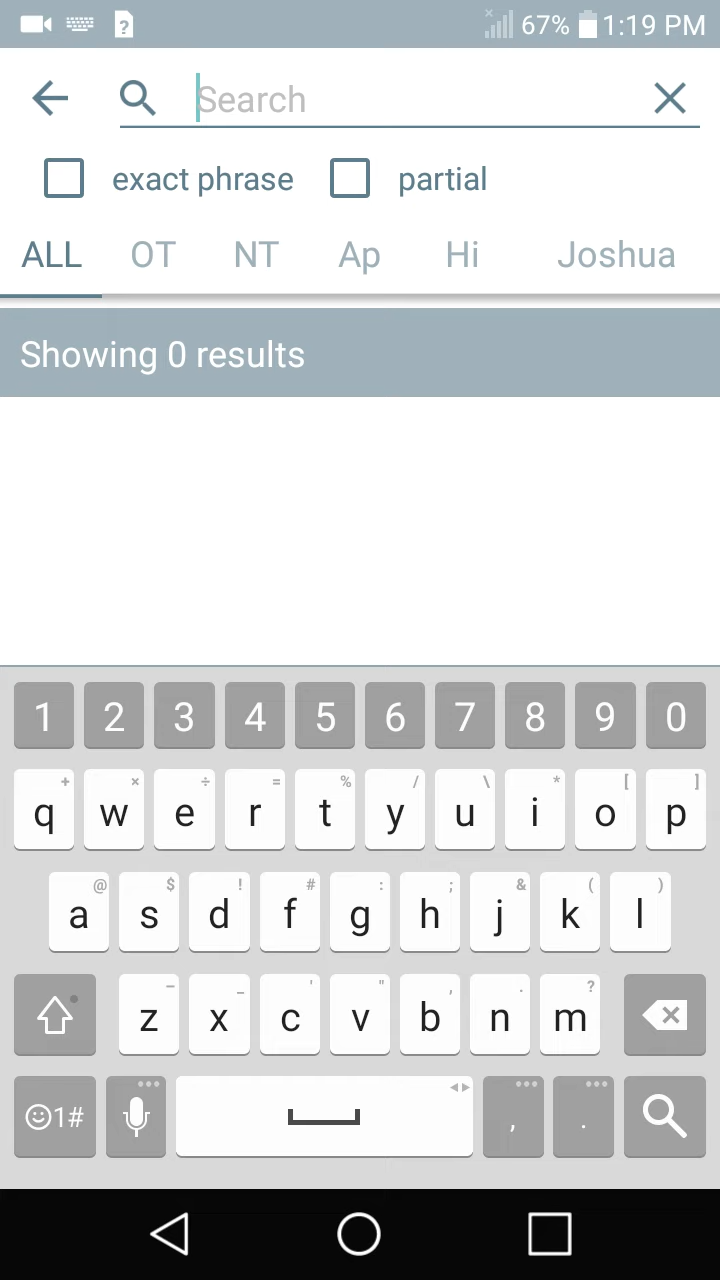 67% 1:19 PM
Search
exact phrase partial
ALL OT NT Ap Hi Joshua
Showing 0 results
1 2 3 4 5 6 7 8 9 0
+ × ÷ = % / \ * [ ]
q w e r t y u i o p
@ $ ! # : ; & ( )
a s d f g h j k l
– _ ' " , . ?
z x c v b n m
1# , .